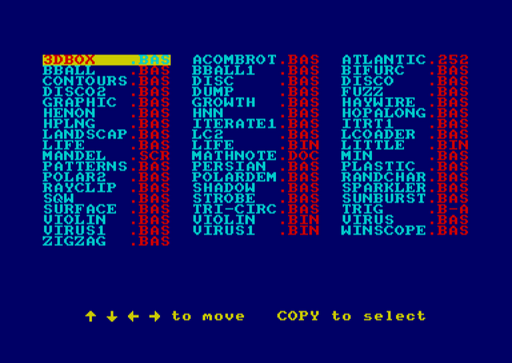 3DBOX .BAS ACOMBROT.BAS ATLANTIC.252
BBALL .BAS BBALL1 .BAS BIFURC .BAS
CONTOURS.BAS DISC .BAS DISCO .BAS
DISCO2 .BAS DUMP .BAS FUZZ .BAS
GRAPHIC .BAS GROWTH .BAS HAYWIRE .BAS
HENON .BAS HNN .BAS HOPALONG.BAS
HPLNG .BAS ITERATE1.BAS ITRT1 .BAS
LANDSCAP.BAS LC2 .BAS LCOADER .BAS
LIFE .BAS LIFE .BIN LITTLE .BIN
MANDEL .SCR MATHNOTE.DOC MIN .BAS
PATTERNS.BAS PERSIAN .BAS PLASTIC .BAS
POLAR2 .BAS POLARDEM.BAS RANDCHAR.BAS
RAYCLIP .BAS SHADOW .BAS SPARKLER.BAS
SQW .BAS STROBE .BAS SUNBURST.BAS
SURFACE .BAS TRI-CIRC.BAS TRIG .B-A
VIOLIN .BAS VIOLIN .BIN VIRUS .BAS
VIRUS1 .BAS VIRUS1 .BIN WINSCOPE.BAS
ZIGZAG .BAS
↑ ↓ ← → to move COPY to select